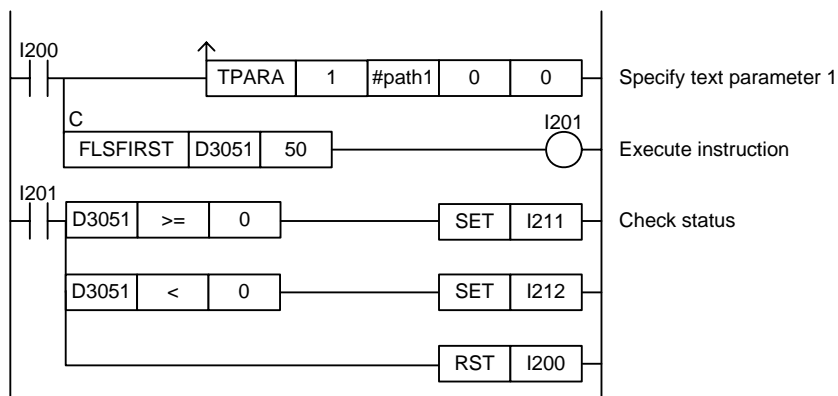 I200
TPARA 1 #path1 0 0 Specify text parameter 1
C I201
FLSFIRST D3051 50 Execute instruction
I201
D3051 >= 0 SET I211 Check status
D3051 < 0 SET I212
RST I200